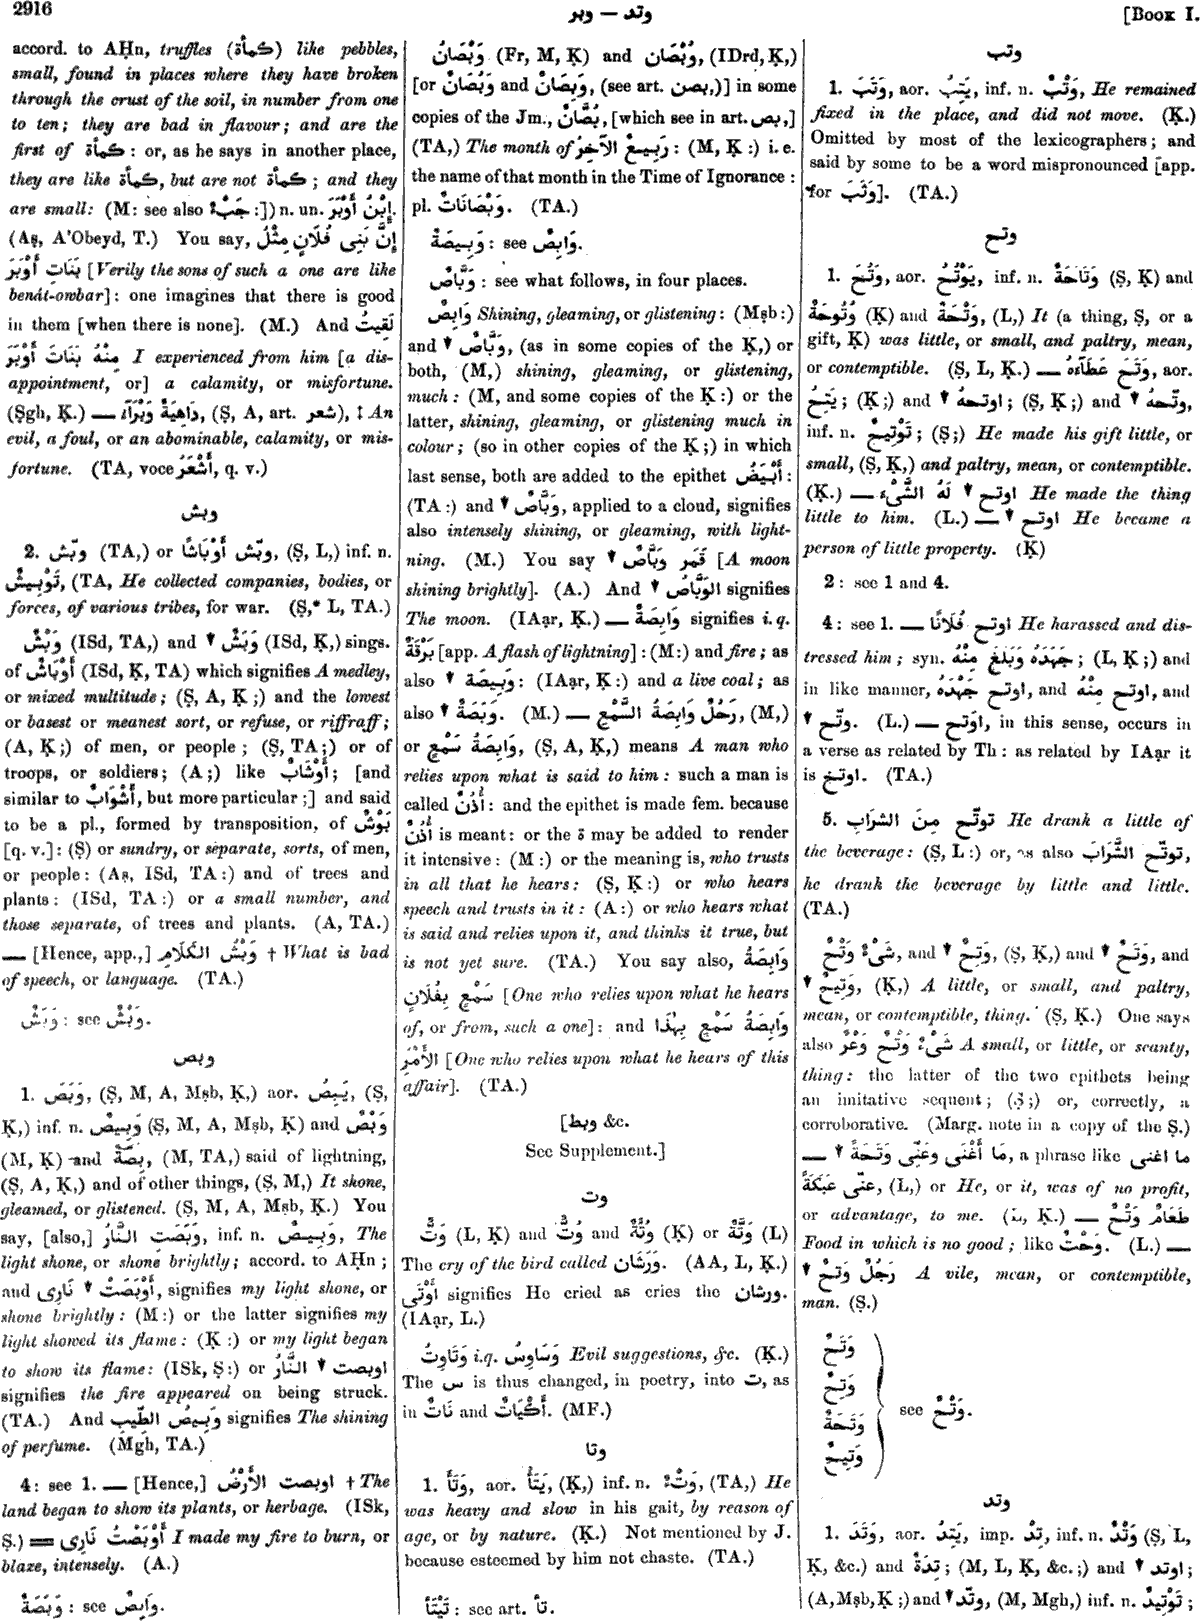 2916
وتد — وبر
[Book I.
accord. to AḤn, truffles (كمأة) like pebbles,
small, found in places where they have broken
through the crust of the soil, in number from one
to ten; they are bad in flavour; and are the
first of كمأة : or, as he says in another place,
they are like كمأة, but are not كمأة ; and they
are small: (M: see also جَبْءٌ :]) n. un. اِبْنُ أَوْبَرَ.
(Aṣ, A'Obeyd, T.) You say, إِنَّ بَنِى فُلَانٍ مِثْلُ
بَنَاتِ أَوْبَرَ [Verily the sons of such a one are like
benát-owbar]: one imagines that there is good
in them [when there is none]. (M.) And لَقِيتُ
مِنْهُ بَنَاتَ أَوْبَرَ I experienced from him [a dis-
appointment, or] a calamity, or misfortune.
(Ṣgh, Ḳ.) — دَاهِيَةٌ وَبْرَآءُ, (Ṣ, A, art. شعر,) ‡ An
evil, a foul, or an abominable, calamity, or mis-
fortune. (TA, voce أَشْعَرُ, q. v.)
وبش
2. وبّش (TA,) or وبّش أَوْبَاشًا, (Ṣ, L,) inf. n.
تَوْبِيشٌ, (TA, He collected companies, bodies, or
forces, of various tribes, for war. (Ṣ,* L, TA.)
وَبْشٌ (ISd, TA,) and ▼ وَبَشٌ (ISd, Ḳ,) sings.
of أَوْبَاشٌ (ISd, Ḳ, TA) which signifies A medley,
or mixed multitude; (Ṣ, A, Ḳ;) and the lowest
or basest or meanest sort, or refuse, or riffraff;
(A, Ḳ;) of men, or people; (Ṣ, TA;) or of
troops, or soldiers; (A;) like أَوْشَابٌ; [and
similar to أَشْوَابٌ, but more particular;] and said
to be a pl., formed by transposition, of بَوْشٌ
[q. v.]: (Ṣ) or sundry, or separate, sorts, of men,
or people: (Aṣ, ISd, TA:) and of trees and
plants: (ISd, TA:) or a small number, and
those separate, of trees and plants. (A, TA.)
— [Hence, app.,] وَبْشُ الكَلَامِ † What is bad
of speech, or language. (TA.)
وَبَشٌ : see وَبْشٌ.
وبص
1. وَبَصَ, (Ṣ, M, A, Mṣb, Ḳ,) aor. يَبِصُ, (Ṣ,
Ḳ,) inf. n. وَبِيصٌ (Ṣ, M, A, Mṣb, Ḳ) and وَبْصٌ
(M, Ḳ) and بِصَةٌ, (M, TA,) said of lightning,
(Ṣ, A, Ḳ,) and of other things, (Ṣ, M,) It shone,
gleamed, or glistened. (Ṣ, M, A, Mṣb, Ḳ.) You
say, [also,] وَبَصَتِ النَّارُ, inf. n. وَبِيصٌ, The
light shone, or shone brightly; accord. to AḤn;
and نَارِى ▼ أَوْبَصَتْ, signifies my light shone, or
shone brightly: (M:) or the latter signifies my
light showed its flame: (Ḳ:) or my light began
to show its flame: (ISk, Ṣ:) or اوبصت ▼ النَّارُ
signifies the fire appeared on being struck.
(TA.) And وَبِيصُ الطِّيبِ signifies The shining
of perfume. (Mgh, TA.)
4: see 1. — [Hence,] اوبصت الأَرْضُ † The
land began to show its plants, or herbage. (ISk,
Ṣ.) = أَوْبَصْتُ نَارِى I made my fire to burn, or
blaze, intensely. (A.)
وَبَصَةٌ : see وَابِصٌ.
وَبْصَانُ (Fr, M, Ḳ) and وُبْصَان, (IDrd, Ḳ,)
[or وَبُصَانٌ and وَبِصَانٌ, (see art. بصن,)] in some
copies of the Jm., بُصَّانٌ, [which see in art. بص,]
(TA,) The month of رَبِيعٌ الآخِرُ: (M, Ḳ:) i. e.
the name of that month in the Time of Ignorance:
pl. وَبْصَانَاتٌ. (TA.)
وَبِيصَةٌ : see وَابِصٌ.
وَبَّاصٌ : see what follows, in four places.
وَابِصٌ Shining, gleaming, or glistening: (Mṣb:)
and ▼ وَبَّاصٌ, (as in some copies of the Ḳ,) or
both, (M,) shining, gleaming, or glistening,
much: (M, and some copies of the Ḳ:) or the
latter, shining, gleaming, or glistening much in
colour; (so in other copies of the Ḳ;) in which
last sense, both are added to the epithet أَبْيَضُ:
(TA:) and ▼ وَبَّاصٌ, applied to a cloud, signifies
also intensely shining, or gleaming, with light-
ning. (M.) You say ▼ قَمَر وَبَّاصٌ [A moon
shining brightly]. (A.) And ▼ الوَبَّاصُ signifies
The moon. (IAạr, Ḳ.) — وَابِصَةٌ signifies i. q.
بَرْقَةٌ [app. A flash of lightning]: (M:) and fire; as
also ▼ وَبِيصَة: (IAạr, Ḳ:) and a live coal; as
also ▼ وَبَصَةٌ. (M.) — رَجُلٌ وَابِصَةُ السَّمْعِ, (M,)
or وَابِصَةُ سَمْعٍ, (Ṣ, A, Ḳ,) means A man who
relies upon what is said to him: such a man is
called أُذُنٌ: and the epithet is made fem. because
أُذُنٌ is meant: or the ة may be added to render
it intensive: (M:) or the meaning is, who trusts
in all that he hears: (Ṣ, Ḳ:) or who hears
speech and trusts in it: (A:) or who hears what
is said and relies upon it, and thinks it true, but
is not yet sure. (TA.) You say also, وَابِصَةُ
سَمْعٍ بِفُلَانٍ [One who relies upon what he hears
of, or from, such a one]: and وَابِصَةُ سَمْعٍ بِهٰذَا
الأَمْرِ [One who relies upon what he hears of this
affair]. (TA.)
[وبط &c.
See Supplement.]
وت
وَتٌّ (L, Ḳ) and وُتٌّ and وُتَّةٌ (Ḳ) or وَتَّةٌ (L)
The cry of the bird called وَرَشَان. (AA, L, Ḳ.)
أَوْتَى signifies He cried as cries the ورشان.
(IAạr, L.)
وَتَاوِتُ i.q. وَسَاوِسُ Evil suggestions, &c. (Ḳ.)
The س is thus changed, in poetry, into ت, as
in نَاتٌ and أَكْيَاتٌ. (MF.)
وتا
1. وَتَأَ, aor. يَتَأُ, (Ḳ,) inf. n. وَتْءٌ, (TA,) He
was heavy and slow in his gait, by reason of
age, or by nature. (Ḳ.) Not mentioned by J.
because esteemed by him not chaste. (TA.)
تَيْتَأٌ : see art. تأ.
وتب
1. وَتَبَ, aor. يَتِبُ, inf. n. وَتْبٌ, He remained
fixed in the place, and did not move. (Ḳ.)
Omitted by most of the lexicographers; and
said by some to be a word mispronounced [app.
for وَثَبَ]. (TA.)
وتح
1. وَتُحَ, aor. يَوْتُحُ, inf. n. وَتَاحَةٌ (Ṣ, Ḳ) and
وُتُوحَةٌ (Ḳ) and وَتْحَةٌ, (L,) It (a thing, Ṣ, or a
gift, Ḳ) was little, or small, and paltry, mean,
or contemptible. (Ṣ, L, Ḳ.) — وَتَحَ عَطَآءَهُ, aor.
يَتِحُ; (Ḳ;) and ▼ اوتحهُ; (Ṣ, Ḳ;) and ▼ وتّحهُ,
inf. n. تَوْتِيحٌ; (Ṣ;) He made his gift little, or
small, (Ṣ, Ḳ,) and paltry, mean, or contemptible.
(Ḳ.) — اوتح ▼ لَهُ الشَّىْءَ He made the thing
little to him. (L.) — ▼ اوتح He became a
person of little property. (Ḳ)
2: see 1 and 4.
4: see 1. — اوتح فُلَانًا He harassed and dis-
tressed him; syn. جَهَدَهُ وَبَلَغَ مِنْهُ; (L, Ḳ;) and
in like manner, اوتح جَهْدَهُ, and اوتح مِنْهُ, and
▼ وتّح. (L.) — اوتح, in this sense, occurs in
a verse as related by Th: as related by IAạr it
is اوتخ. (TA.)
5. توتّح مِنَ الشرَابِ He drank a little of
the beverage: (Ṣ, L:) or, as also توتّح الشَّرَابَ,
he drank the beverage by little and little.
(TA.)
شَىْءٌ وَتْحٌ, and ▼ وَتِحٌ, (Ṣ, Ḳ,) and ▼ وَتَحٌ, and
▼ وَتِيحٌ, (Ḳ,) A little, or small, and paltry,
mean, or contemptible, thing. (Ṣ, Ḳ.) One says
also شَىْءٌ وَتْحٌ وَعْرٌ A small, or little, or scanty,
thing: the latter of the two epithets being
an imitative sequent; (Ṣ;) or, correctly, a
corroborative. (Marg. note in a copy of the Ṣ.)
— ▼ مَا أَغْنَى وعَنِّى وَتَحَةً, a phrase like ما اغنى
عنّى عَبَكَةً, (L,) or He, or it, was of no profit,
or advantage, to me. (L, Ḳ.) — طَعَامٌ وَتْحٌ
Food in which is no good; like وَحْتٌ. (L.) —
▼ رَجُلٌ وَتِحٌ A vile, mean, or contemptible,
man. (Ṣ.)
وَتَحٌ
وَتِحٌ
وَتَحَةٌ
وَتِيحٌ
see وَتْحٌ.
وتد
1. وَتَدَ, aor. يَتِدُ, imp. تِدْ, inf. n. وَتْدٌ (Ṣ, L,
Ḳ, &c.) and تِدَةٌ; (M, L, Ḳ, &c.;) and ▼ اوتد;
(A, Mṣb, Ḳ;) and ▼ وتّد, (M, Mgh,) inf. n. تَوْتِيدٌ;